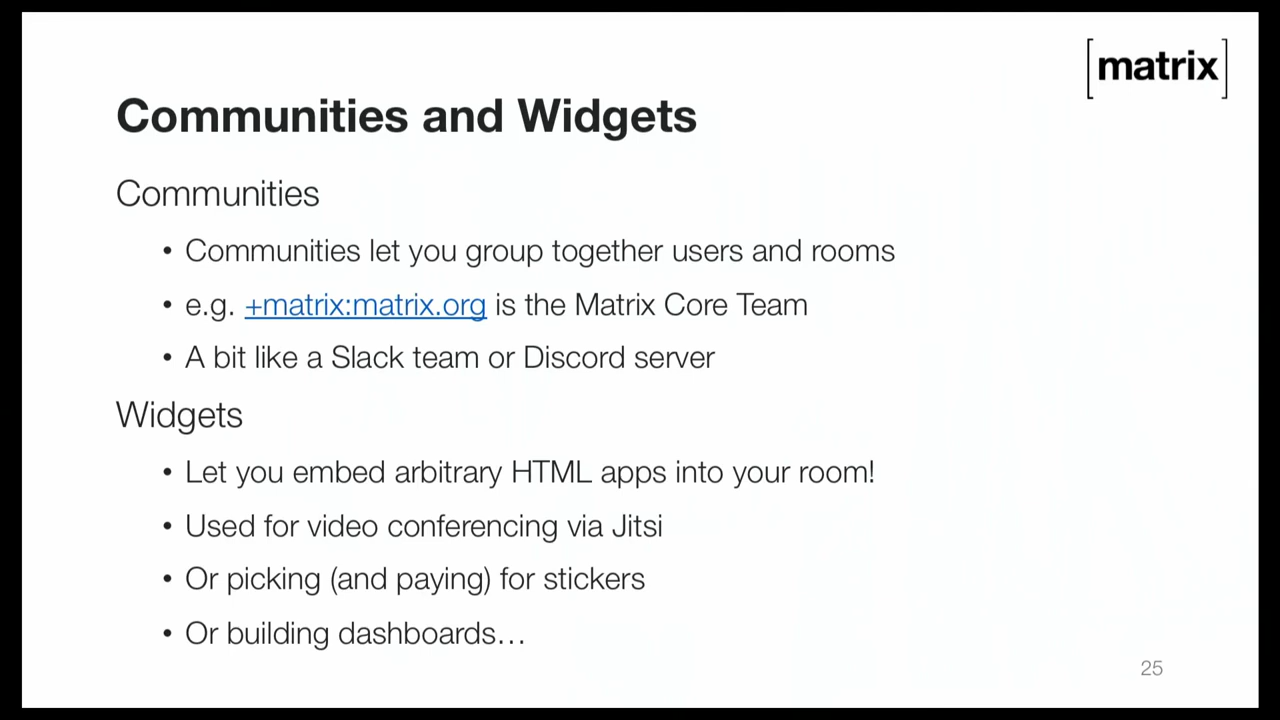 [matrix]
Communities and Widgets
Communities
• Communities let you group together users and rooms
• e.g. +matrix:matrix.org is the Matrix Core Team
• A bit like a Slack team or Discord server
Widgets
• Let you embed arbitrary HTML apps into your room!
• Used for video conferencing via Jitsi
• Or picking (and paying) for stickers
• Or building dashboards…
25